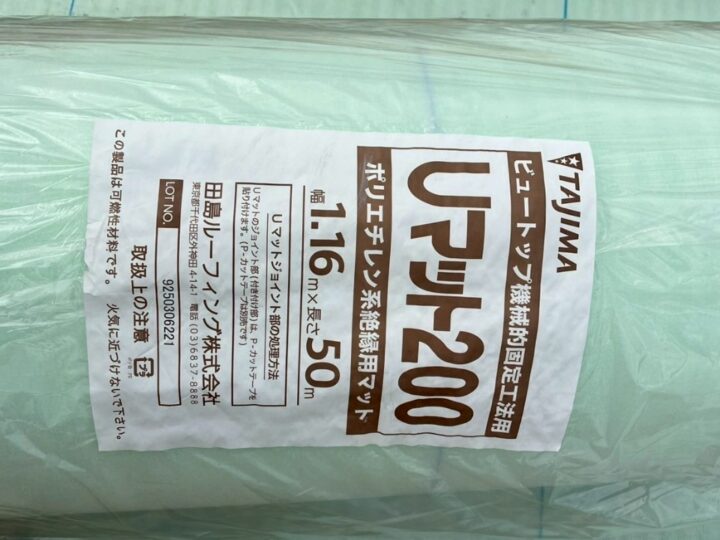 TAJIMA
ビュートップ機械的固定工法用
Uマット200
ポリエチレン系絶縁用マット
幅1.16m×長さ50m
Uマットジョイント部の処理方法
Uマットのジョイント部(付き付け部)は、P-カットテープを
貼り付けます。(P-カットテープは別売です)
田島ルーフィング株式会社
東京都千代田区外神田4-14-1 電話(03)6837-8888
LOT NO. 9250306221
取扱上の注意
プラ
この製品は可燃性材料です。 火気に近づけないで下さい。